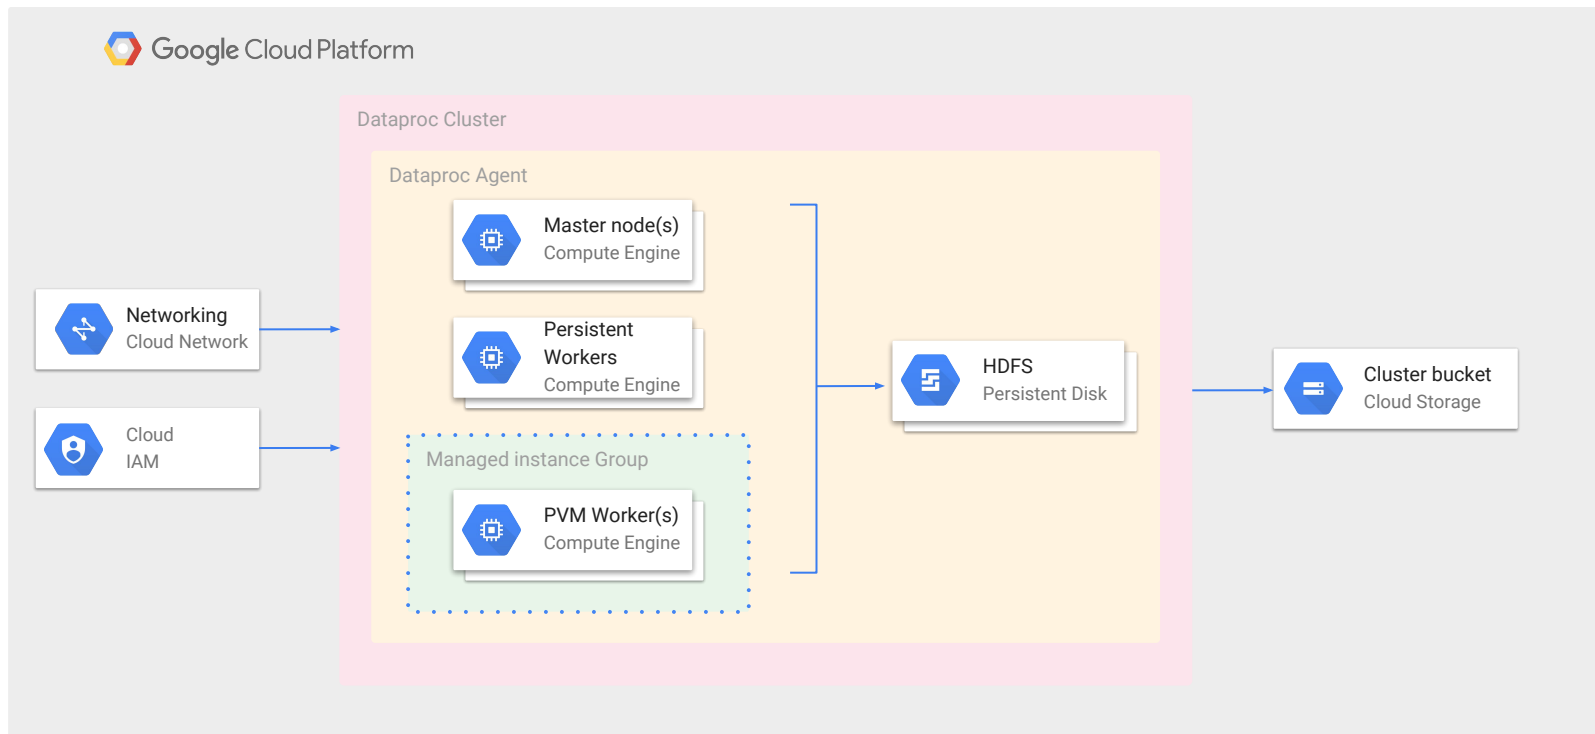 Google Cloud Platform
Dataproc Cluster
Dataproc Agent
Master node(s)
Compute Engine
Networking
Cloud Network
Persistent
Workers
Compute Engine
HDFS
Persistent Disk
Cluster bucket
Cloud Storage
Cloud
IAM
Managed instance Group
PVM Worker(s)
Compute Engine